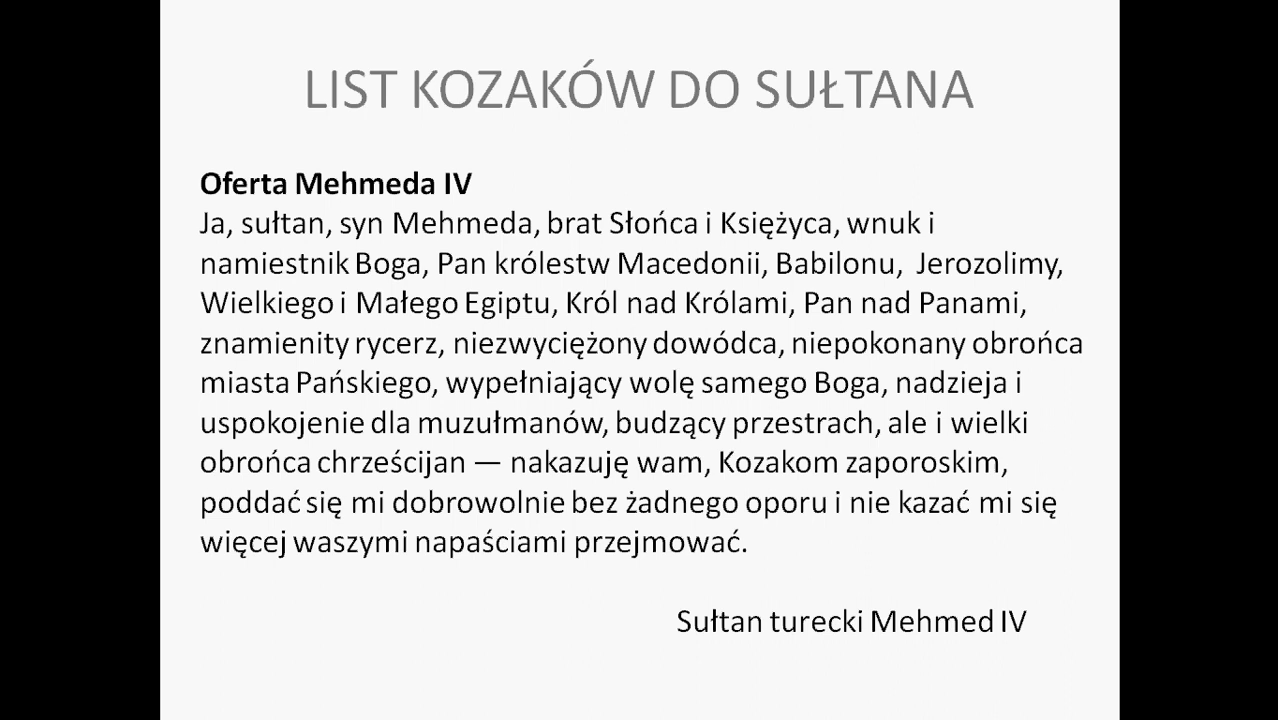 LIST KOZAKÓW DO SUŁTANA
Oferta Mehmeda IV
Ja, sułtan, syn Mehmeda, brat Słońca i Księżyca, wnuk i
namiestnik Boga, Pan królestw Macedonii, Babilonu, Jerozolimy,
Wielkiego i Małego Egiptu, Król nad Królami, Pan nad Panami,
znamienity rycerz, niezwyciężony dowódca, niepokonany obrońca
miasta Pańskiego, wypełniający wolę samego Boga, nadzieja i
uspokojenie dla muzułmanów, budzący przestrach, ale i wielki
obrońca chrześcijan — nakazuję wam, Kozakom zaporoskim,
poddać się mi dobrowolnie bez żadnego oporu i nie kazać mi się
więcej waszymi napaściami przejmować.
Sułtan turecki Mehmed IV